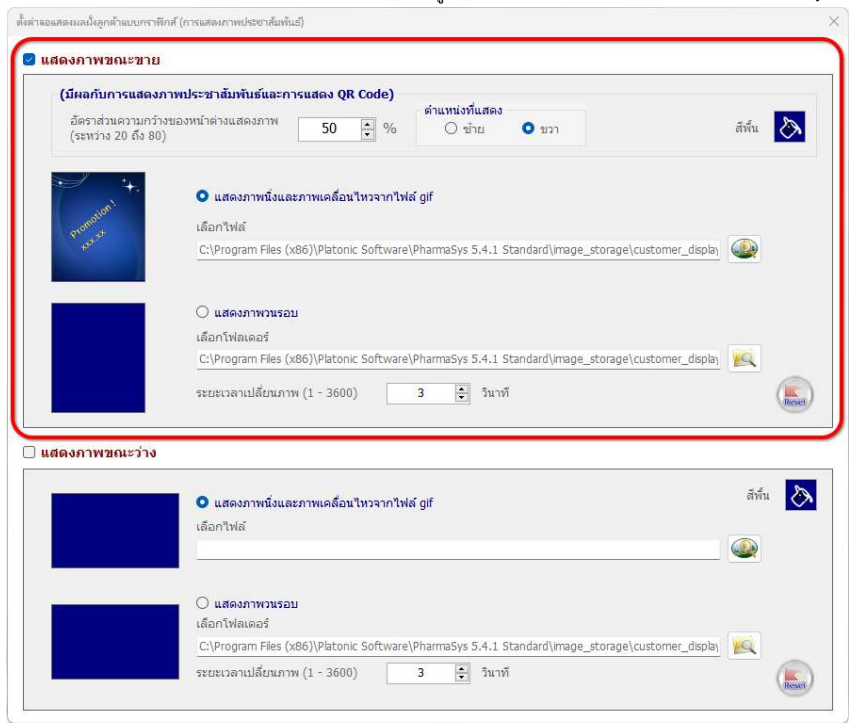 ตั้งค่าจอแสดงผลฝั่งลูกค้าแบบกราฟิกส์ (การแสดงภาพประชาสัมพันธ์)
แสดงภาพขณะขาย
(มีผลกับการแสดงภาพประชาสัมพันธ์และการแสดง QR Code)
อัตราส่วนความกว้างของหน้าต่างแสดงภาพ
(ระหว่าง 20 ถึง 80)
50 %
ตำแหน่งที่แสดง
ซ้าย ขวา
สีพื้น
Promotion !
xxx.xx
แสดงภาพนิ่งและภาพเคลื่อนไหวจากไฟล์ gif
เลือกไฟล์
C:\Program Files (x86)\Platonic Software\PharmaSys 5.4.1 Standard\image_storage\customer_display
แสดงภาพวนรอบ
เลือกโฟลเดอร์
C:\Program Files (x86)\Platonic Software\PharmaSys 5.4.1 Standard\image_storage\customer_display
ระยะเวลาเปลี่ยนภาพ (1 - 3600) 3 วินาที
Reset
แสดงภาพขณะว่าง
แสดงภาพนิ่งและภาพเคลื่อนไหวจากไฟล์ gif
สีพื้น
เลือกไฟล์
แสดงภาพวนรอบ
เลือกโฟลเดอร์
C:\Program Files (x86)\Platonic Software\PharmaSys 5.4.1 Standard\image_storage\customer_display
ระยะเวลาเปลี่ยนภาพ (1 - 3600) 3 วินาที
Reset